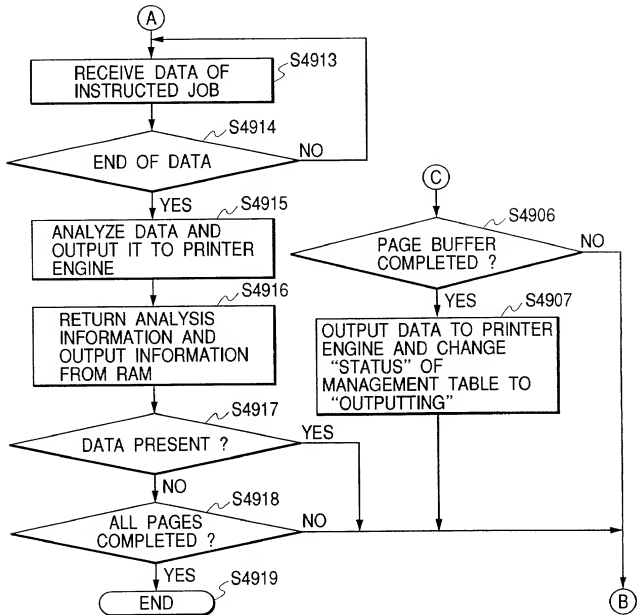 A
S4913
RECEIVE DATA OF
INSTRUCTED JOB
S4914
END OF DATA
NO
YES
S4915
ANALYZE DATA AND
OUTPUT IT TO PRINTER
ENGINE
S4916
RETURN ANALYSIS
INFORMATION AND
OUTPUT INFORMATION
FROM RAM
S4917
DATA PRESENT ?
YES
NO
S4918
ALL PAGES
COMPLETED ?
NO
YES
S4919
END
C
S4906
PAGE BUFFER
COMPLETED ?
NO
YES
S4907
OUTPUT DATA TO PRINTER
ENGINE AND CHANGE
“STATUS” OF
MANAGEMENT TABLE TO
“OUTPUTTING”
B